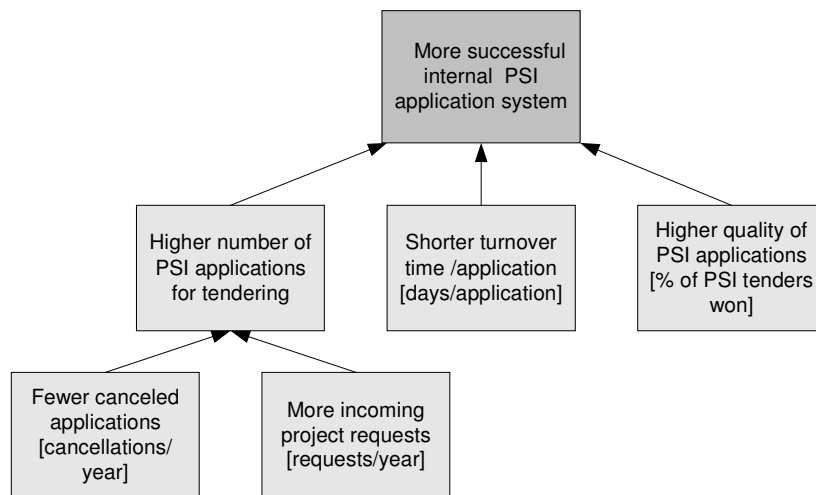 More successful
internal PSI
application system
Higher number of
PSI applications
for tendering
Shorter turnover
time /application
[days/application]
Higher quality of
PSI applications
[% of PSI tenders
won]
Fewer canceled
applications
[cancellations/
year]
More incoming
project requests
[requests/year]